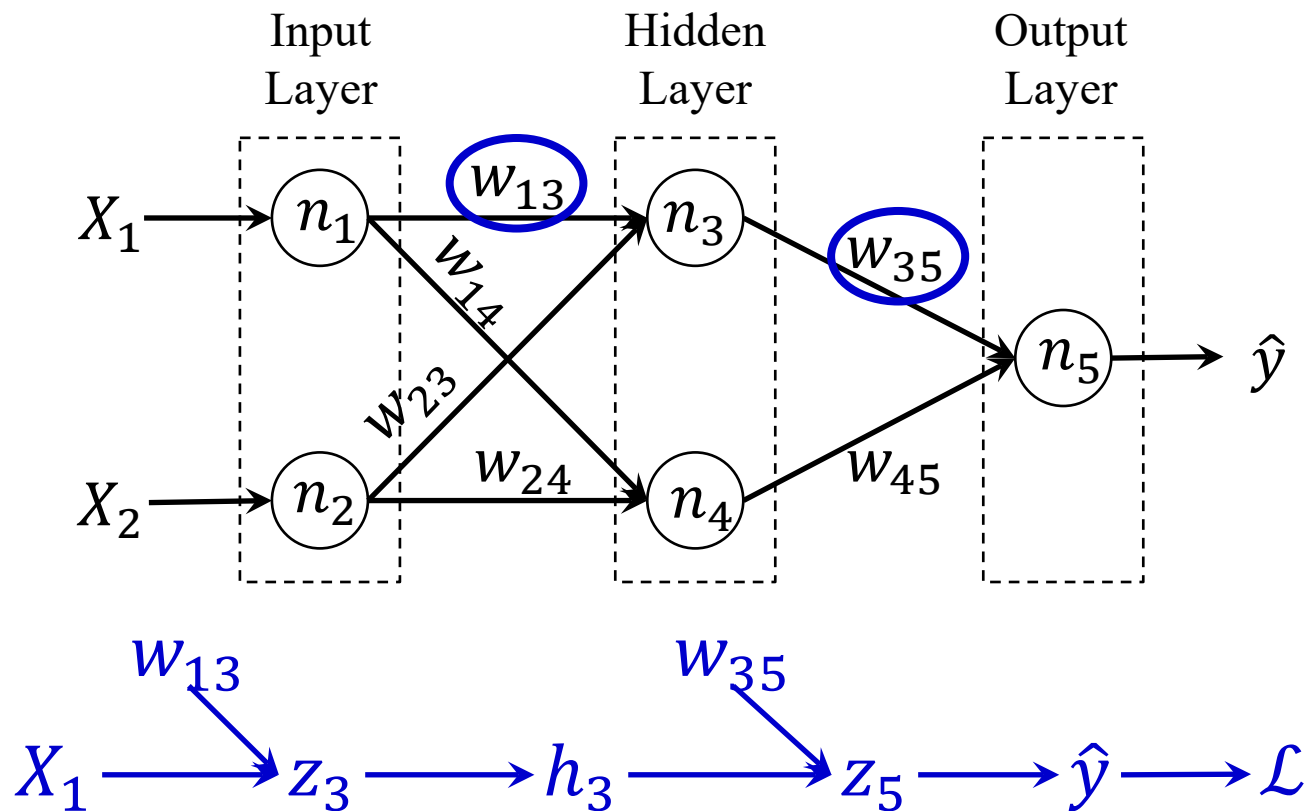 Input Layer
Hidden Layer
Output Layer
X₁
n₁
w₁₃
n₃
w₃₅
w₁₄
n₅
ŷ
w₂₃
X₂
n₂
w₂₄
n₄
w₄₅
w₁₃
w₃₅
X₁
z₃
h₃
z₅
ŷ
ℒ